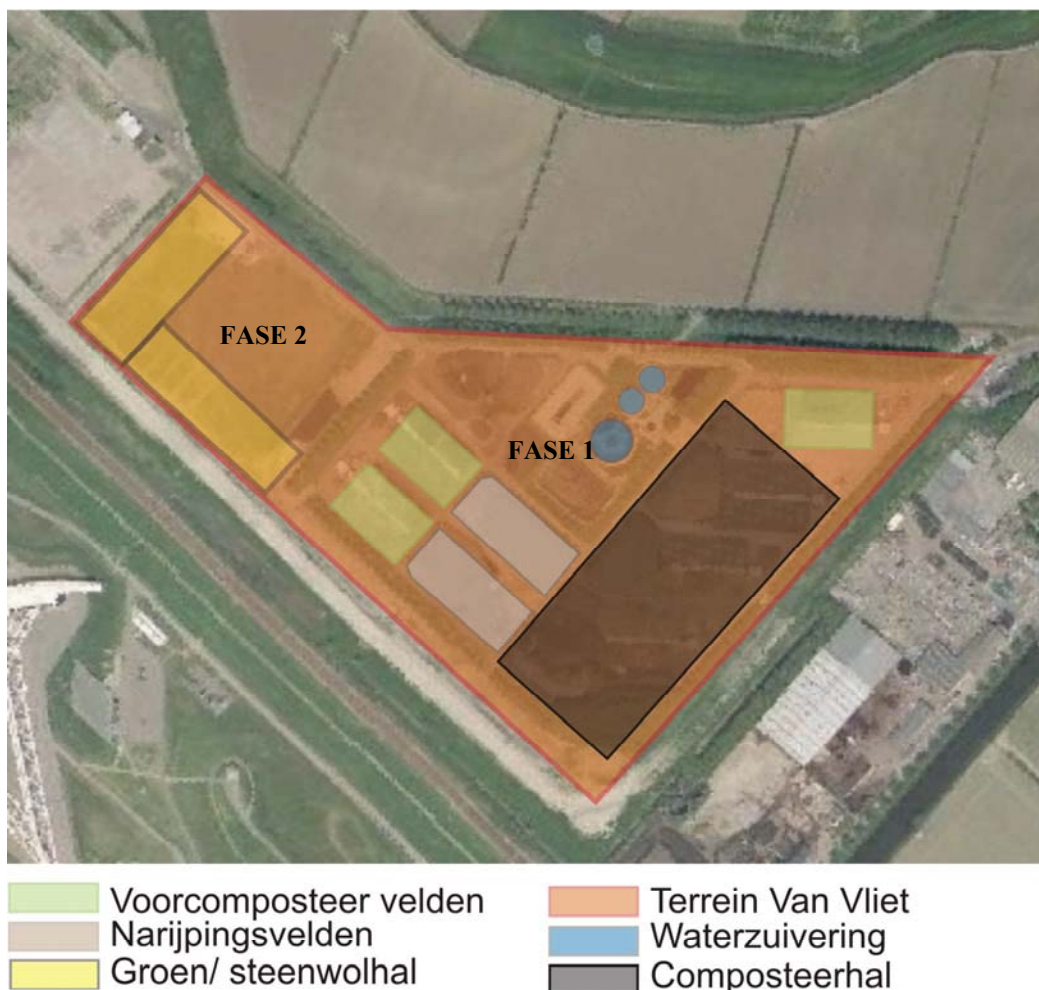 FASE 2
FASE 1
Voorcomposteer velden
Narijpingsvelden
Groen/ steenwolhal
Terrein Van Vliet
Waterzuivering
Composteerhal